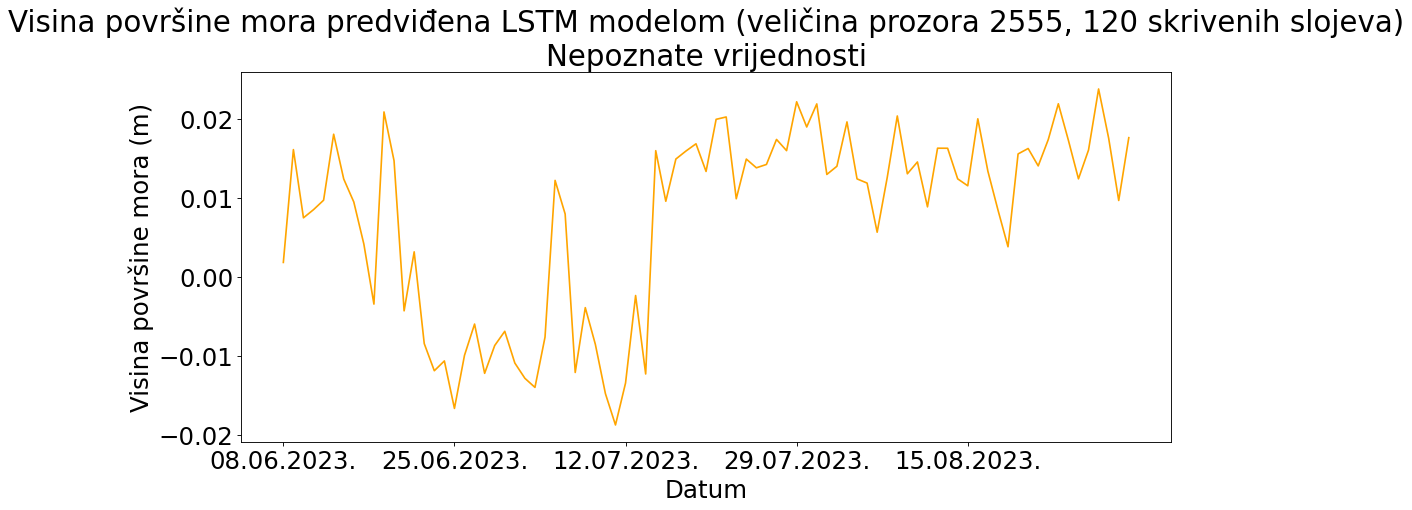 Visina površine mora predviđena LSTM modelom (veličina prozora 2555, 120 skrivenih slojeva)
Nepoznate vrijednosti
Visina površine mora (m)
0.02
0.01
0.00
−0.01
−0.02
08.06.2023. 25.06.2023. 12.07.2023. 29.07.2023. 15.08.2023.
Datum